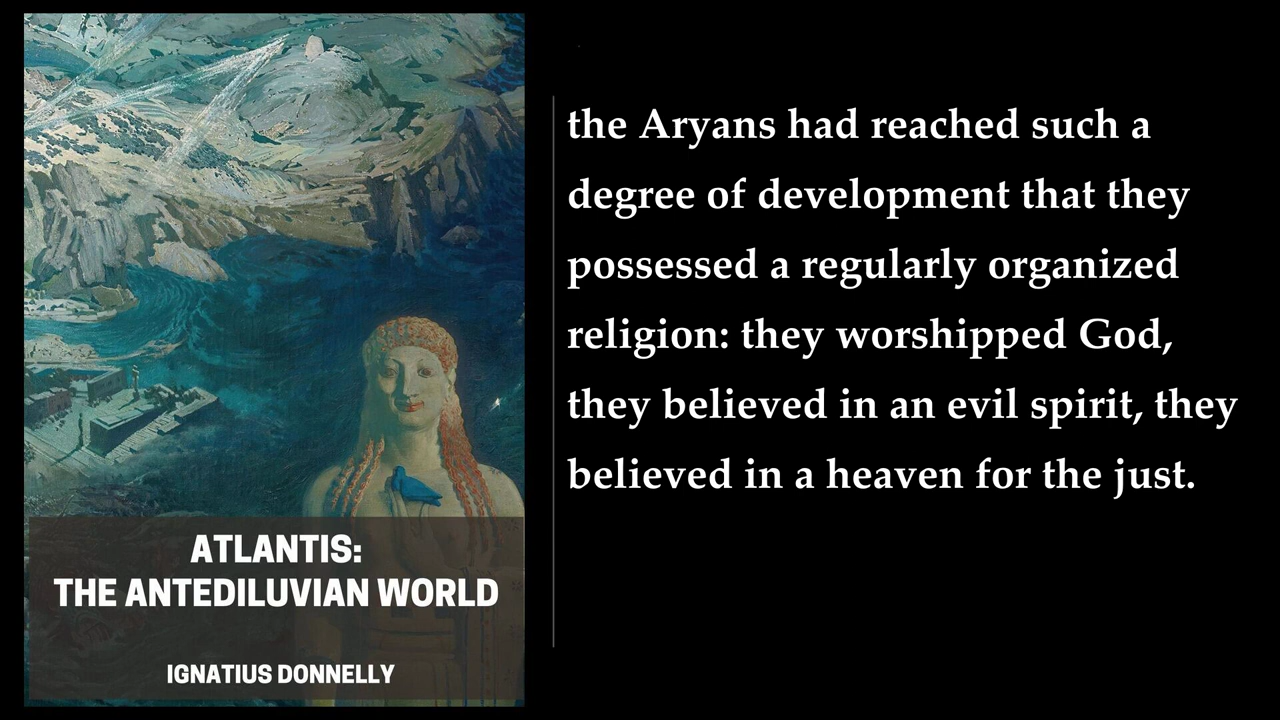 the Aryans had reached such a
degree of development that they
possessed a regularly organized
religion: they worshipped God,
they believed in an evil spirit, they
believed in a heaven for the just.
ATLANTIS:
THE ANTEDILUVIAN WORLD
IGNATIUS DONNELLY